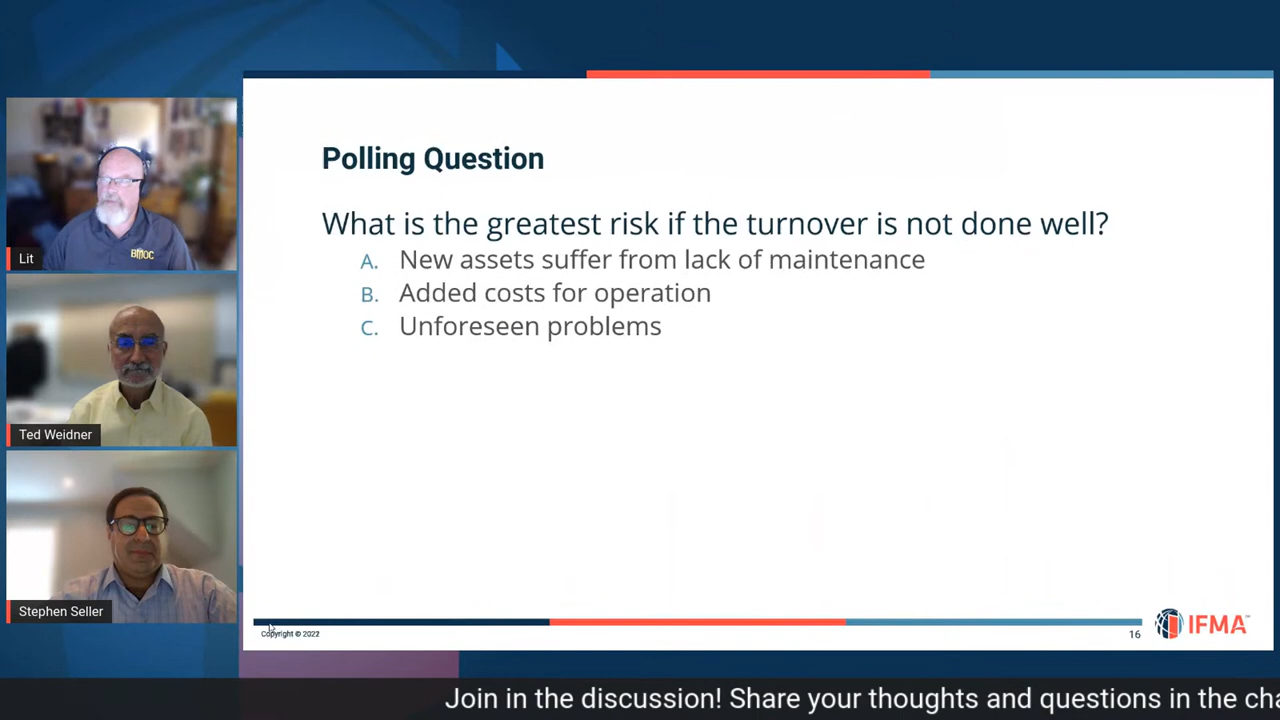 Polling Question
What is the greatest risk if the turnover is not done well?
A. New assets suffer from lack of maintenance
B. Added costs for operation
C. Unforeseen problems
BMOC
Lit
Ted Weidner
Stephen Seller
Copyright © 2022
16
IFMA
Join in the discussion! Share your thoughts and questions in the cha